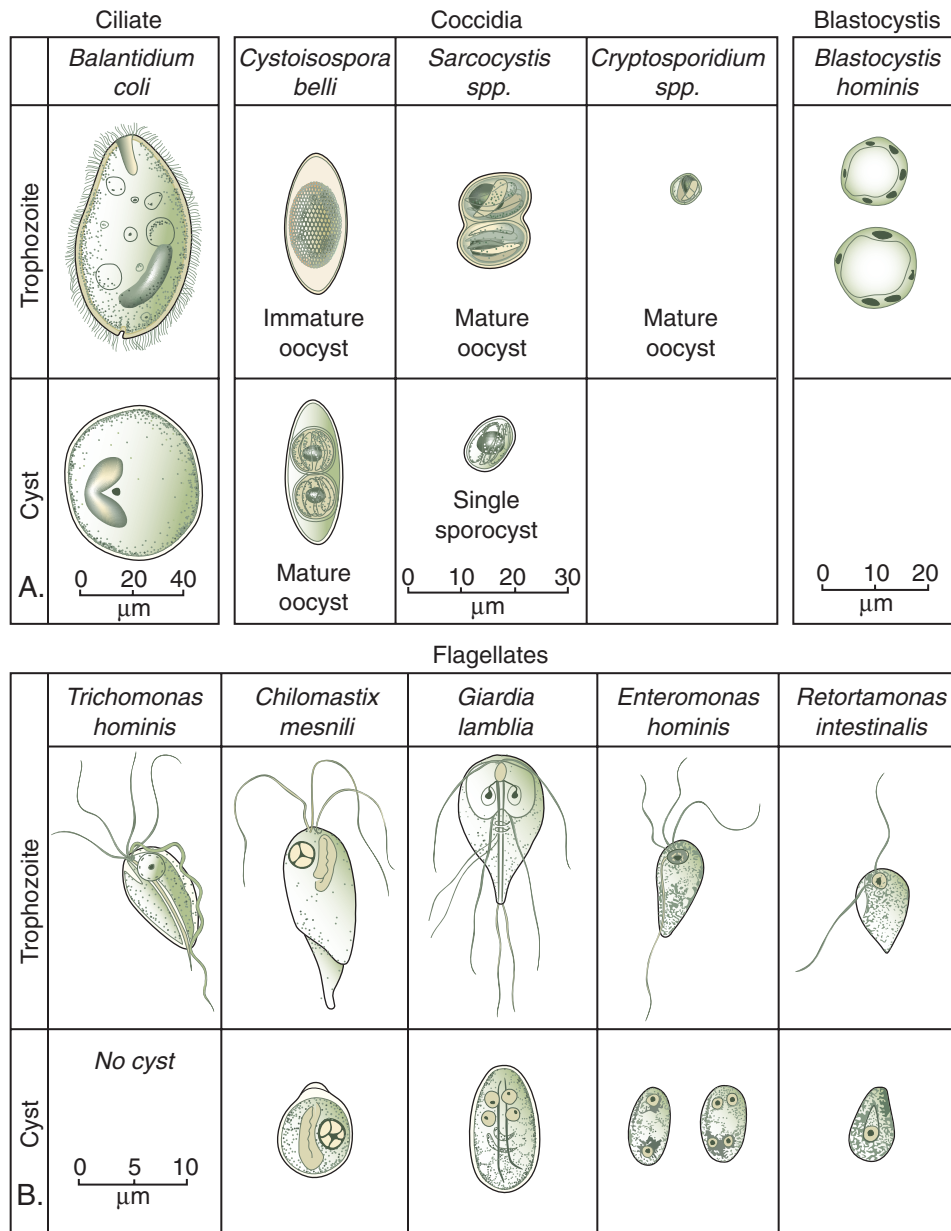 Ciliate
Coccidia
Blastocystis
Balantidium
coli
Cystoisospora
belli
Sarcocystis
spp.
Cryptosporidium
spp.
Blastocystis
hominis
Trophozoite
Immature
oocyst
Mature
oocyst
Mature
oocyst
Cyst
Single
sporocyst
Mature
oocyst
A.
0 20 40
μm
0 10 20 30
μm
0 10 20
μm
Flagellates
Trichomonas
hominis
Chilomastix
mesnili
Giardia
lamblia
Enteromonas
hominis
Retortamonas
intestinalis
Trophozoite
Cyst
No cyst
0 5 10
μm
B.